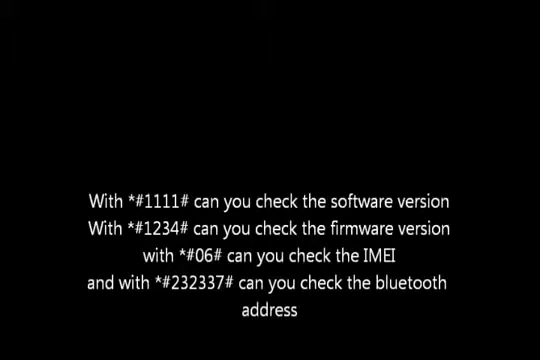 With *#1111# can you check the software version
With *#1234# can you check the firmware version
with *#06# can you check the IMEI
and with *#232337# can you check the bluetooth
address